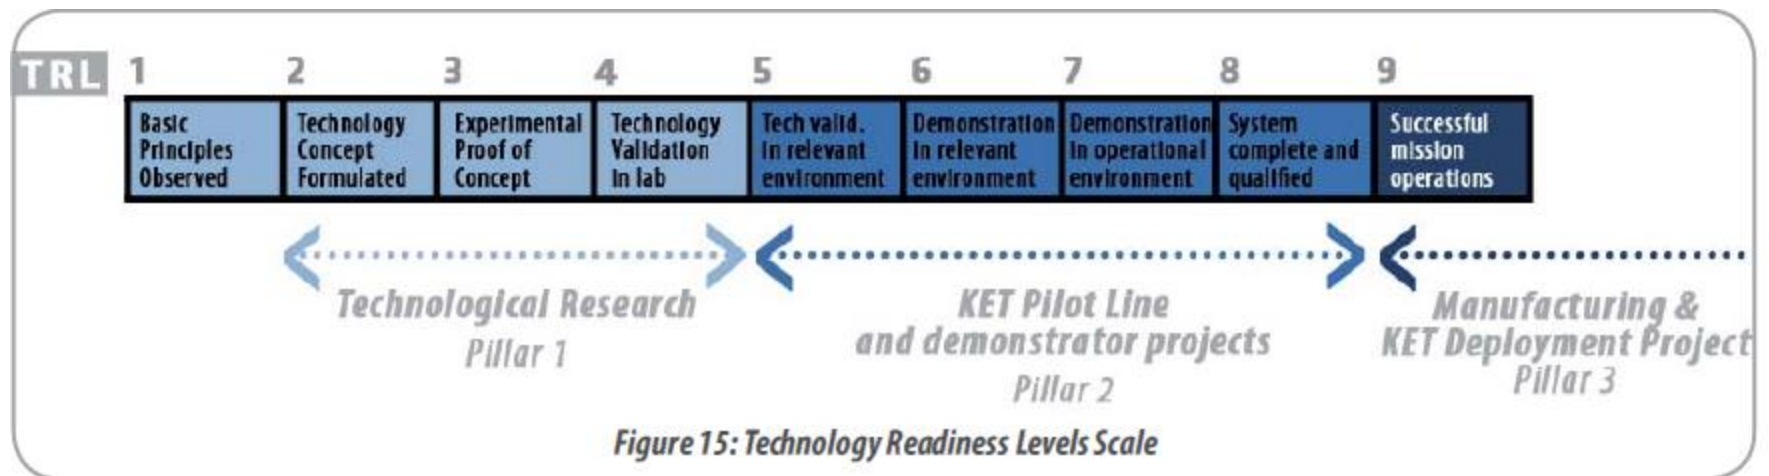 TRL 1 2 3 4 5 6 7 8 9
Basic
Principles
Observed
Technology
Concept
Formulated
Experimental
Proof of
Concept
Technology
Validation
in lab
Tech valid.
in relevant
environment
Demonstration
in relevant
environment
Demonstration
in operational
environment
System
complete and
qualified
Successful
mission
operations
Technological Research
Pillar 1
KET Pilot Line
and demonstrator projects
Pillar 2
Manufacturing &
KET Deployment Project
Pillar 3
Figure 15: Technology Readiness Levels Scale